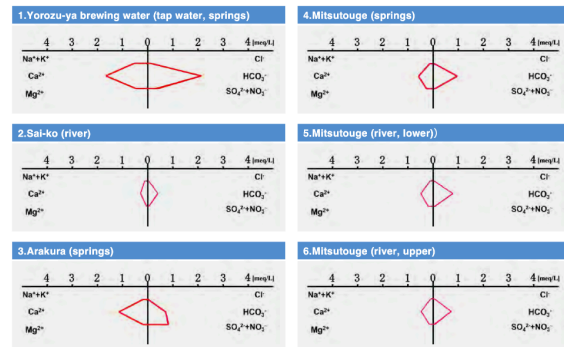 1.Yorozu-ya brewing water (tap water, springs)
4 3 2 1 0 1 2 3 4 [meq/L]
Na⁺+K⁺ Cl⁻
Ca²⁺ HCO₃⁻
Mg²⁺ SO₄²⁻+NO₃⁻
2.Sai-ko (river)
4 3 2 1 0 1 2 3 4 [meq/L]
Na⁺+K⁺ Cl⁻
Ca²⁺ HCO₃⁻
Mg²⁺ SO₄²⁻+NO₃⁻
3.Arakura (springs)
4 3 2 1 0 1 2 3 4 [meq/L]
Na⁺+K⁺ Cl⁻
Ca²⁺ HCO₃⁻
Mg²⁺ SO₄²⁻+NO₃⁻
4.Mitsutouge (springs)
4 3 2 1 0 1 2 3 4 [meq/L]
Na⁺+K⁺ Cl⁻
Ca²⁺ HCO₃⁻
Mg²⁺ SO₄²⁻+NO₃⁻
5.Mitsutouge (river, lower))
4 3 2 1 0 1 2 3 4 [meq/L]
Na⁺+K⁺ Cl⁻
Ca²⁺ HCO₃⁻
Mg²⁺ SO₄²⁻+NO₃⁻
6.Mitsutouge (river, upper)
4 3 2 1 0 1 2 3 4 [meq/L]
Na⁺+K⁺ Cl⁻
Ca²⁺ HCO₃⁻
Mg²⁺ SO₄²⁻+NO₃⁻